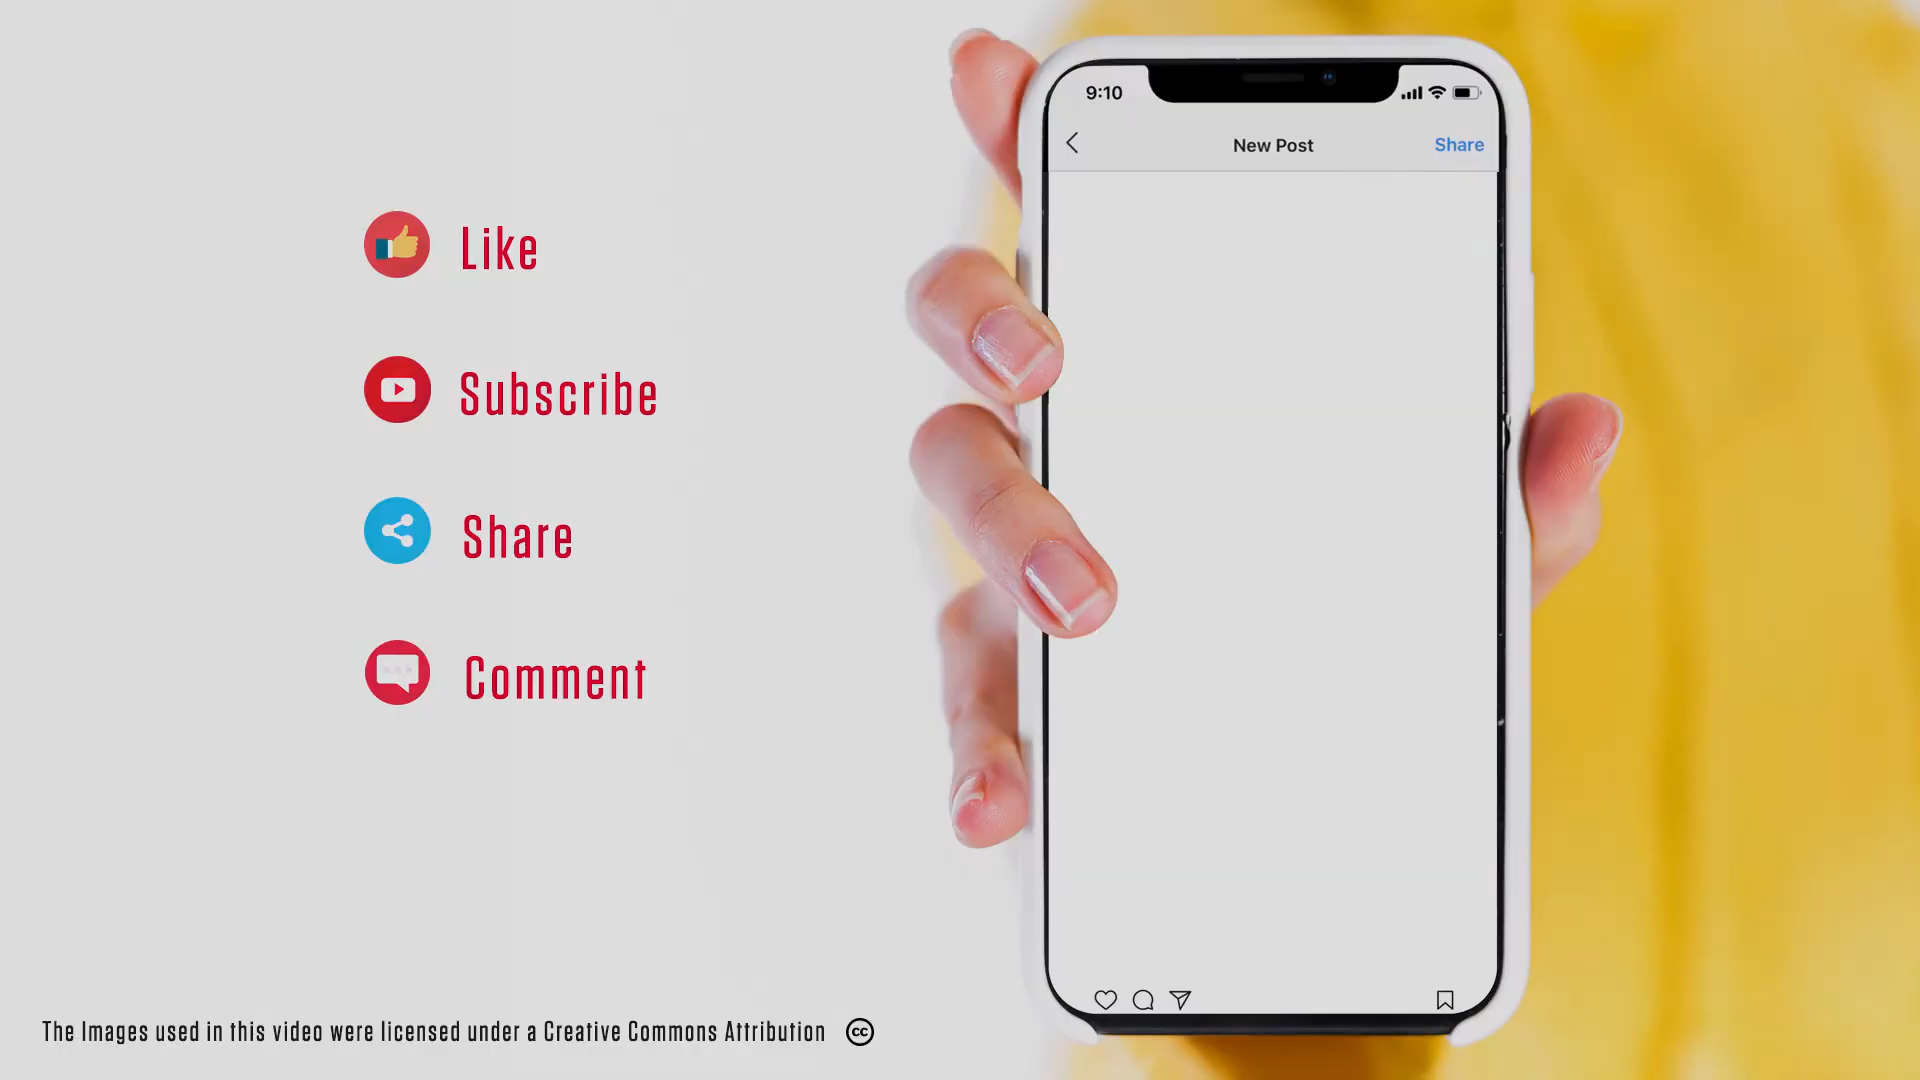 Like
Subscribe
Share
Comment
The Images used in this video were licensed under a Creative Commons Attribution cc
9:10
New Post
Share